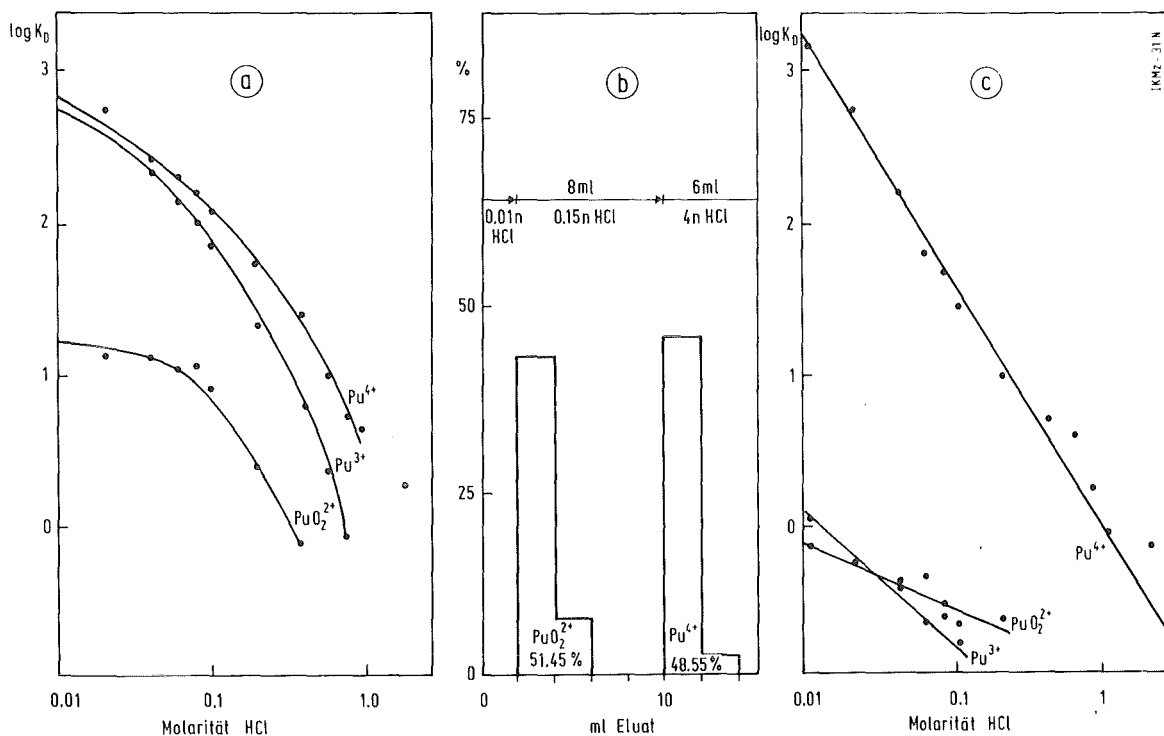 log K_D
3
2
1
0
a
Pu⁴⁺
Pu³⁺
PuO₂²⁺
0.01
0.1
1.0
Molarität HCl
%
75
50
25
0
b
8ml
6ml
0.01n
HCl
0.15n HCl
4n HCl
PuO₂²⁺
51.45 %
Pu⁴⁺
48.55 %
0
10
ml Eluat
log K_D
3
2
1
0
c
IKMz-31N
Pu⁴⁺
PuO₂²⁺
Pu³⁺
0.01
0.1
1
Molarität HCl